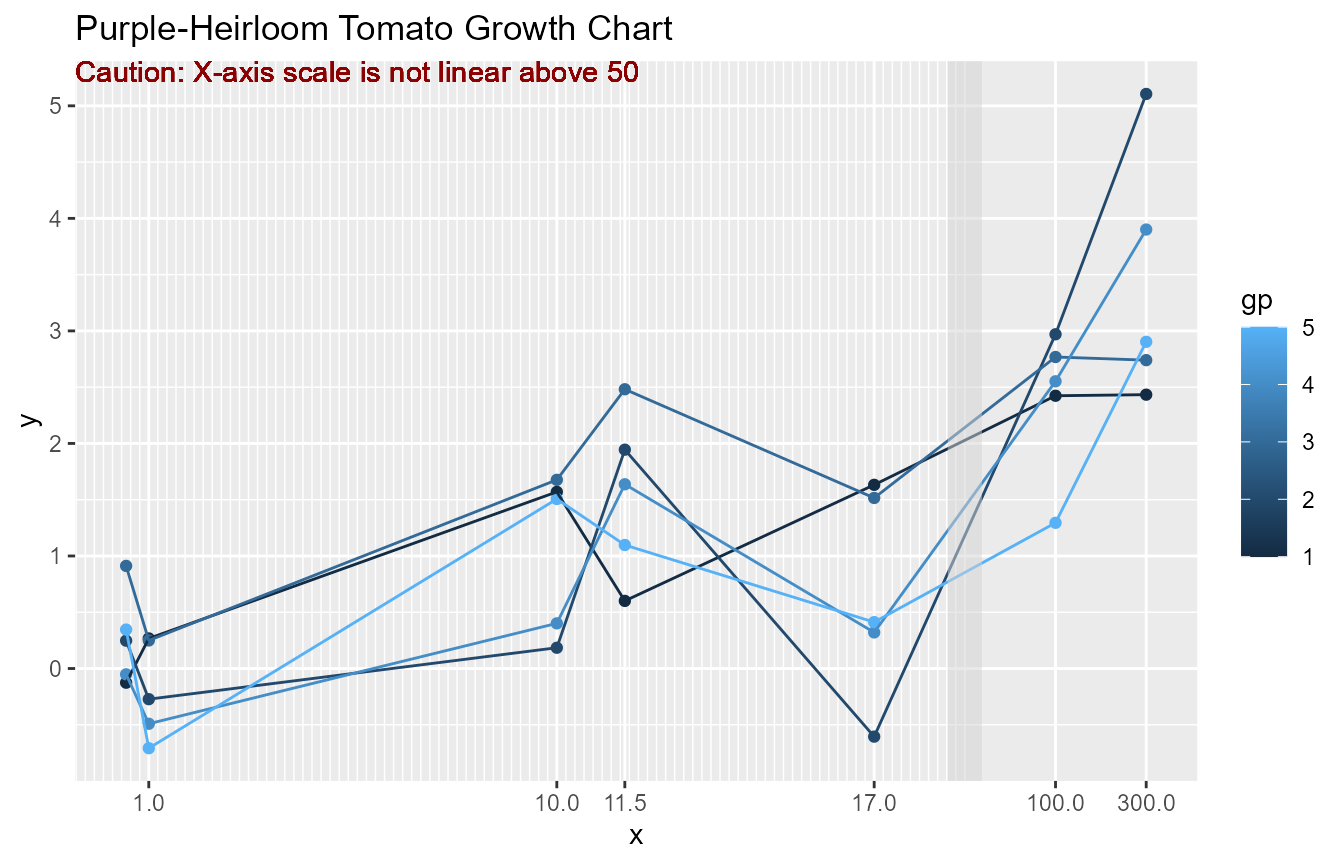 Purple-Heirloom Tomato Growth Chart
Caution: X-axis scale is not linear above 50
5
4
3
2
1
0
y
1.0 10.0 11.5 17.0 100.0 300.0
x
gp
5
4
3
2
1